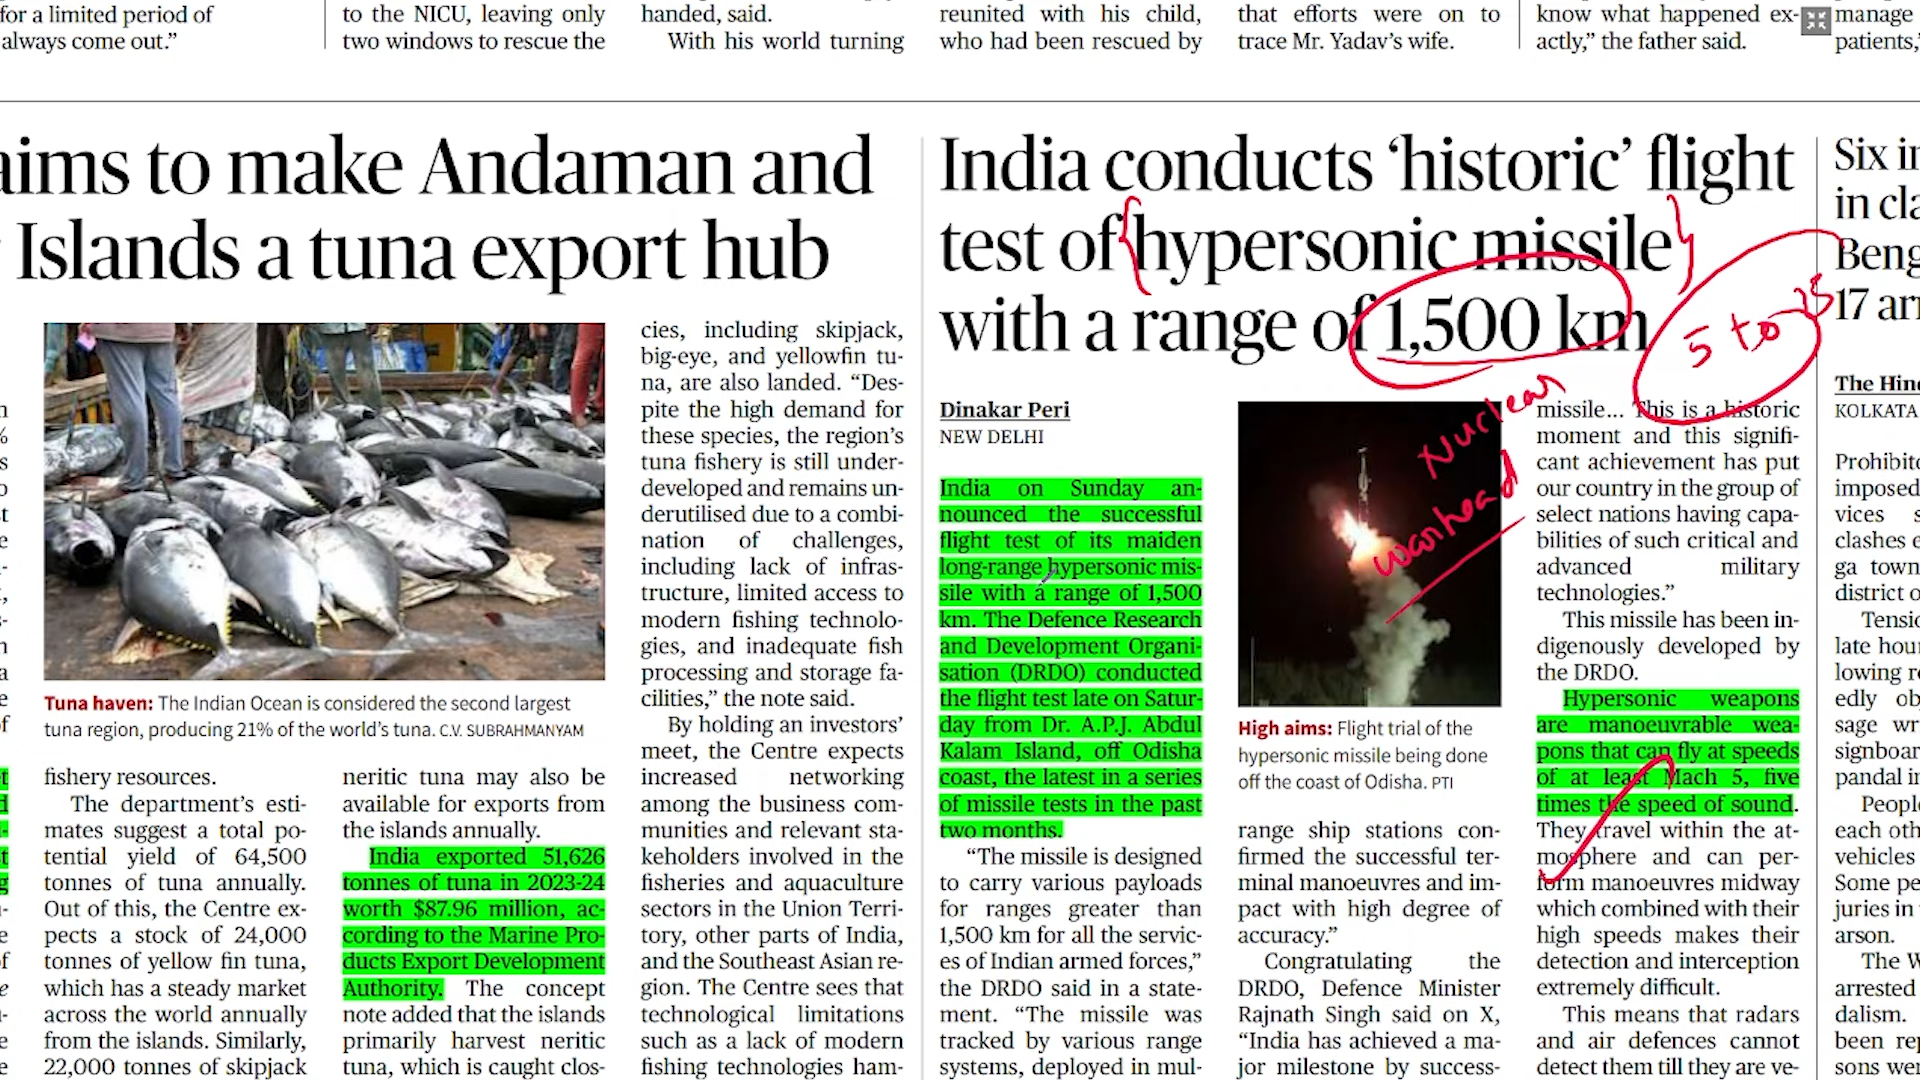 for a limited period of
always come out.”
to the NICU, leaving only
two windows to rescue the
handed, said.
With his world turning
reunited with his child,
who had been rescued by
that efforts were on to
trace Mr. Yadav’s wife.
know what happened ex-
actly,” the father said.
manage
patients,
aims to make Andaman and
Islands a tuna export hub
Tuna haven: The Indian Ocean is considered the second largest
tuna region, producing 21% of the world’s tuna. C.V. SUBRAHMANYAM
fishery resources.
The department’s esti-
mates suggest a total po-
tential yield of 64,500
tonnes of tuna annually.
Out of this, the Centre ex-
pects a stock of 24,000
tonnes of yellow fin tuna,
which has a steady market
across the world annually
from the islands. Similarly,
22,000 tonnes of skipjack
neritic tuna may also be
available for exports from
the islands annually.
India exported 51,626
tonnes of tuna in 2023-24
worth $87.96 million, ac-
cording to the Marine Pro-
ducts Export Development
Authority. The concept
note added that the islands
primarily harvest neritic
tuna, which is caught clos-
cies, including skipjack,
big-eye, and yellowfin tu-
na, are also landed. “Des-
pite the high demand for
these species, the region’s
tuna fishery is still under-
developed and remains un-
derutilised due to a combi-
nation of challenges,
including lack of infras-
tructure, limited access to
modern fishing technolo-
gies, and inadequate fish
processing and storage fa-
cilities,” the note said.
By holding an investors’
meet, the Centre expects
increased networking
among the business com-
munities and relevant sta-
keholders involved in the
fisheries and aquaculture
sectors in the Union Terri-
tory, other parts of India,
and the Southeast Asian re-
gion. The Centre sees that
technological limitations
such as a lack of modern
fishing technologies ham-
India conducts ‘historic’ flight
test of hypersonic missile
with a range of 1,500 km
5 to 25
Nuclear
warhead
Dinakar Peri
NEW DELHI
India on Sunday an-
nounced the successful
flight test of its maiden
long-range hypersonic mis-
sile with a range of 1,500
km. The Defence Research
and Development Organi-
sation (DRDO) conducted
the flight test late on Satur-
day from Dr. A.P.J. Abdul
Kalam Island, off Odisha
coast, the latest in a series
of missile tests in the past
two months.
“The missile is designed
to carry various payloads
for ranges greater than
1,500 km for all the servic-
es of Indian armed forces,”
the DRDO said in a state-
ment. “The missile was
tracked by various range
systems, deployed in mul-
High aims: Flight trial of the
hypersonic missile being done
off the coast of Odisha. PTI
range ship stations con-
firmed the successful ter-
minal manoeuvres and im-
pact with high degree of
accuracy.”
Congratulating the
DRDO, Defence Minister
Rajnath Singh said on X,
“India has achieved a ma-
jor milestone by success-
missile... This is a historic
moment and this signifi-
cant achievement has put
our country in the group of
select nations having capa-
bilities of such critical and
advanced military
technologies.”
This missile has been in-
digenously developed by
the DRDO.
Hypersonic weapons
are manoeuvrable wea-
pons that can fly at speeds
of at least Mach 5, five
times the speed of sound.
They travel within the at-
mosphere and can per-
form manoeuvres midway
which combined with their
high speeds makes their
detection and interception
extremely difficult.
This means that radars
and air defences cannot
detect them till they are ve-
Six in
in cla
Beng
17 arr
The Hind
KOLKATA
Prohibito
imposed
vices s
clashes e
ga town
district o
Tensio
late hour
lowing re
edly obj
sage wr
signboar
pandal in
People
each oth
vehicles
Some pe
juries in
arson.
The W
arrested
dalism.
been rep
sons wer